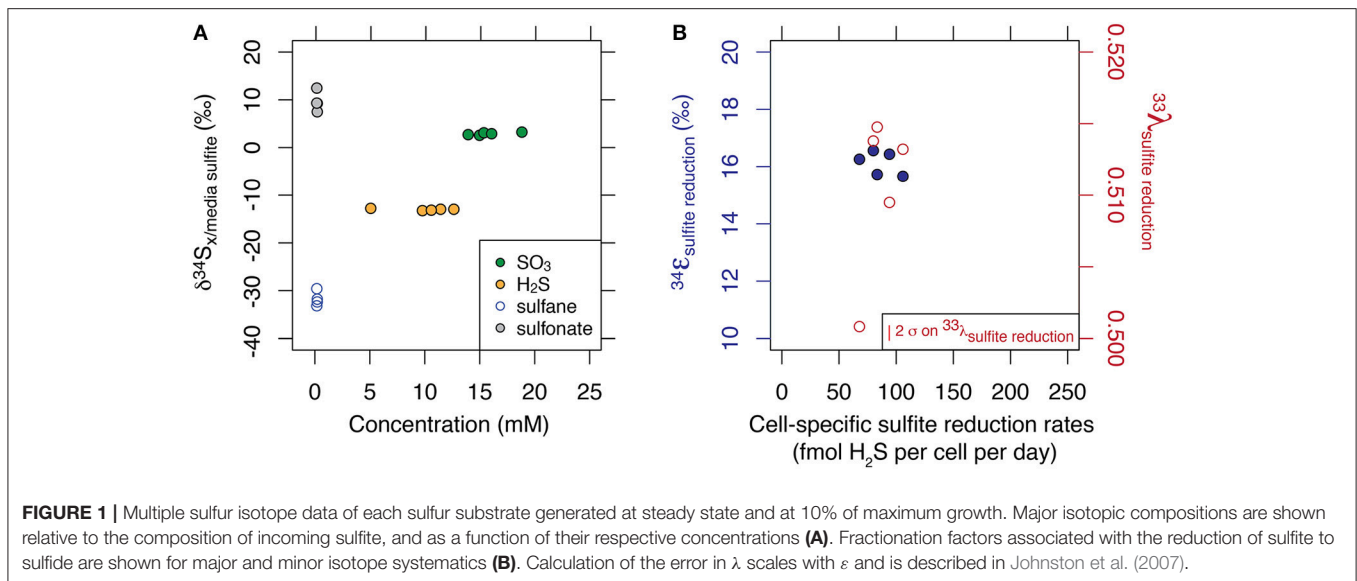 A
δ³⁴Sx/media sulfite (‰)
20
10
0
-10
-20
-30
-40
SO₃
H₂S
sulfane
sulfonate
0 5 10 15 20 25
Concentration (mM)
B
³⁴εsulfite reduction (‰)
20
18
16
14
12
10
| 2 σ on ³³λsulfite reduction
0.520
0.510
0.500
³³λsulfite reduction
0 50 100 150 200 250
Cell-specific sulfite reduction rates
(fmol H₂S per cell per day)
FIGURE 1 | Multiple sulfur isotope data of each sulfur substrate generated at steady state and at 10% of maximum growth. Major isotopic compositions are shown
relative to the composition of incoming sulfite, and as a function of their respective concentrations (A). Fractionation factors associated with the reduction of sulfite to
sulfide are shown for major and minor isotope systematics (B). Calculation of the error in λ scales with ε and is described in Johnston et al. (2007).